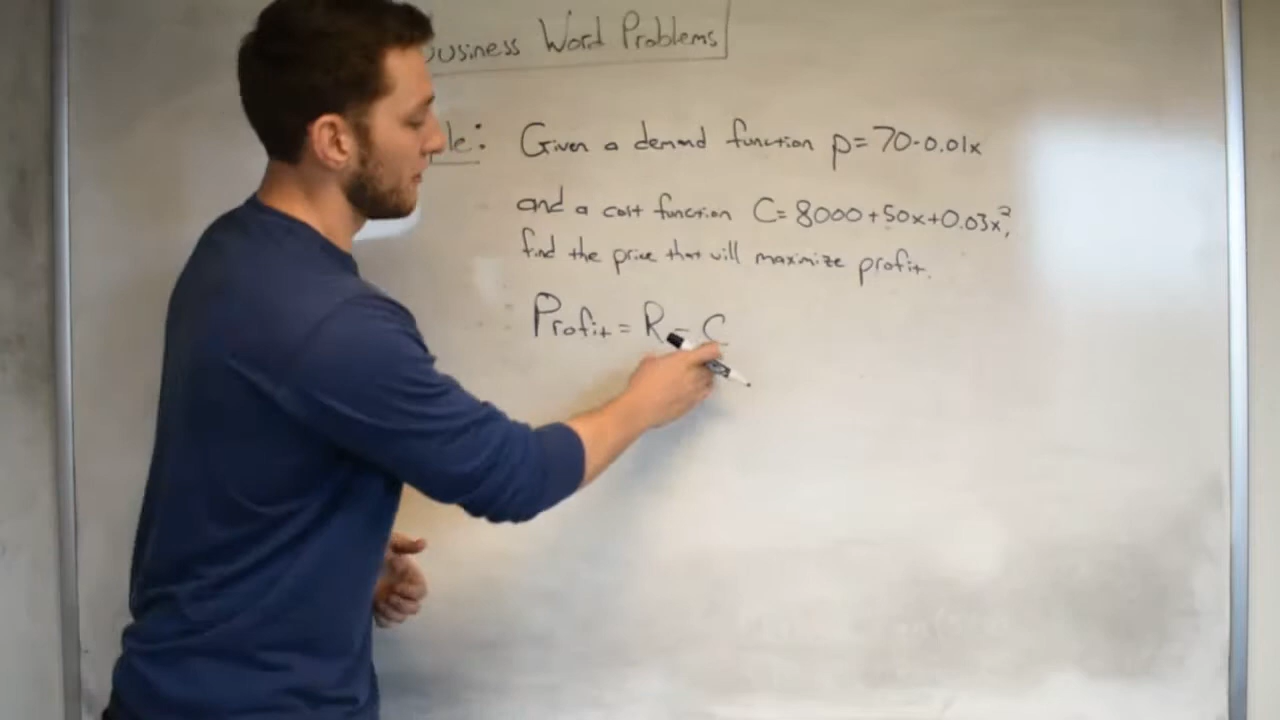 Business Word Problems
le: Given a demand function p=70-0.01x
and a cost function C=8000+50x+0.03x²,
find the price that will maximize profit.
Profit = R - C